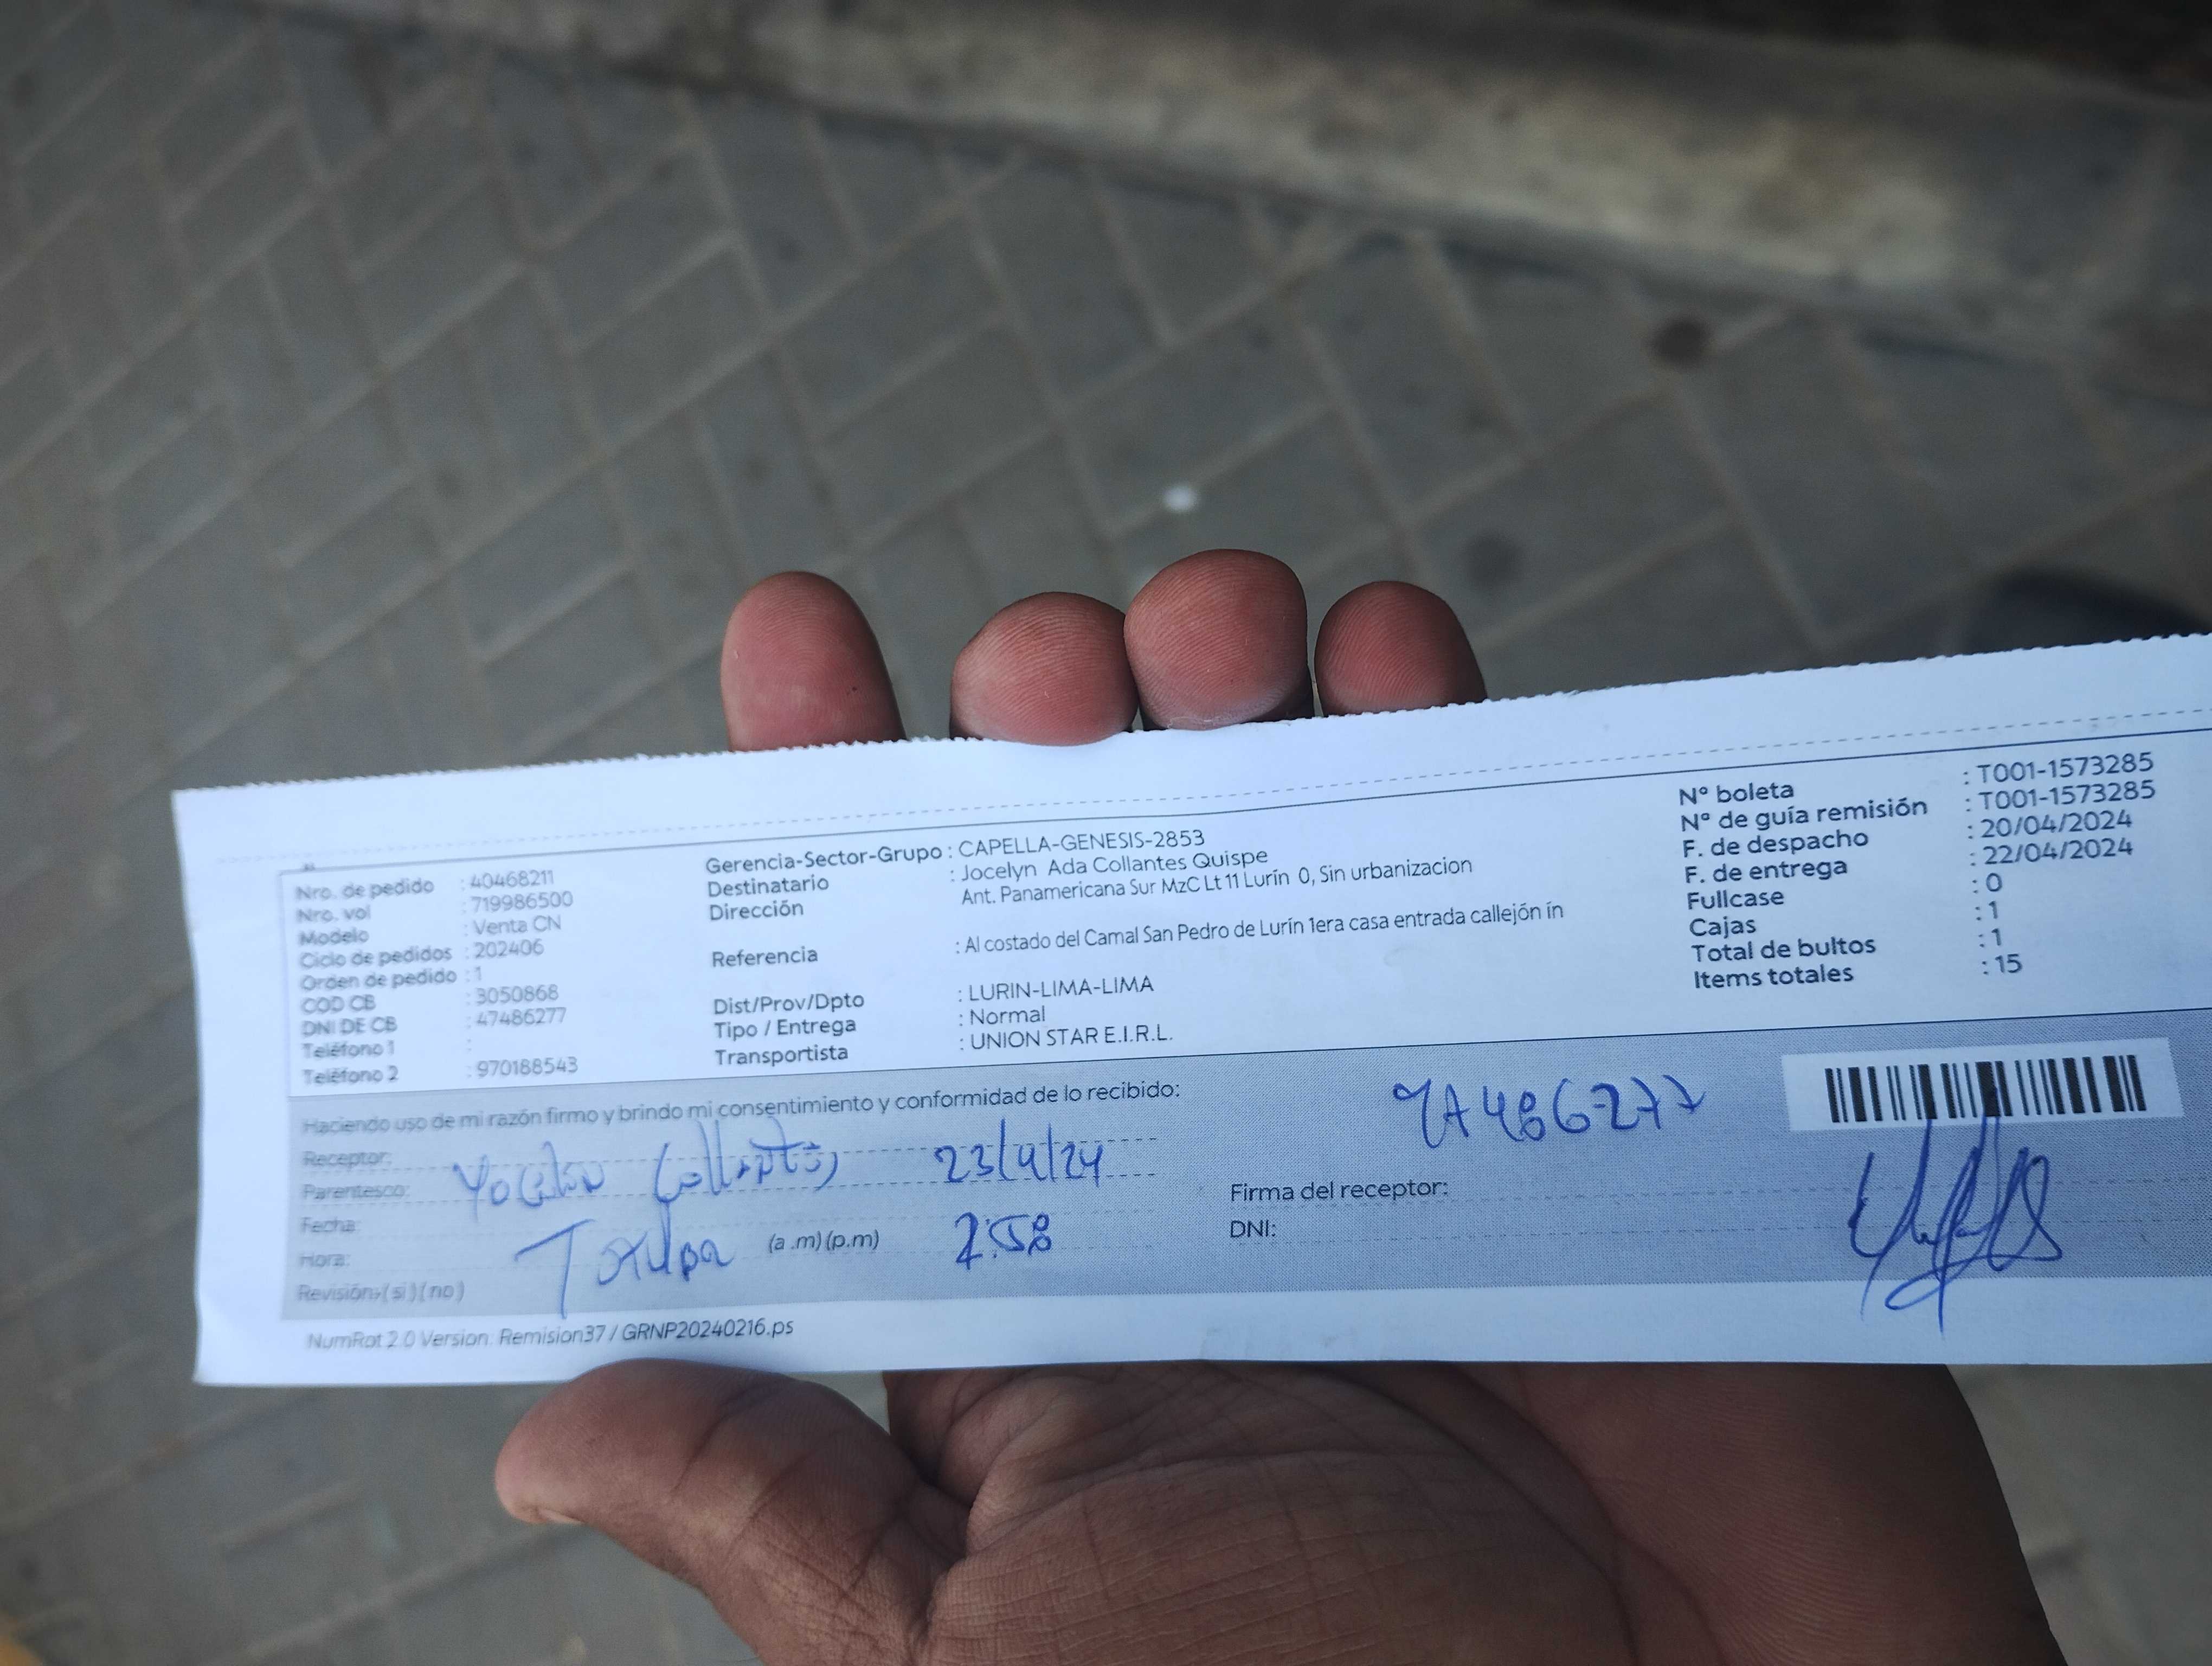 Nro. de pedido : 40468211
Nro. vol : 719986500
Modelo : Venta CN
Ciclo de pedidos : 202406
Orden de pedido : 1
COD CB : 3050868
DNI DE CB : 47486277
Teléfono 1 :
Teléfono 2 : 970188543
Gerencia-Sector-Grupo : CAPELLA-GENESIS-2853
Destinatario : Jocelyn Ada Collantes Quispe
Dirección Ant. Panamericana Sur MzC Lt 11 Lurín 0, Sin urbanizacion
Referencia : Al costado del Camal San Pedro de Lurín 1era casa entrada callejón ín
Dist/Prov/Dpto : LURIN-LIMA-LIMA
Tipo / Entrega : Normal
Transportista : UNION STAR E.I.R.L.
N° boleta : T001-1573285
N° de guía remisión : T001-1573285
F. de despacho : 20/04/2024
F. de entrega : 22/04/2024
Fullcase : 0
Cajas : 1
Total de bultos : 1
Items totales : 15
Haciendo uso de mi razón firmo y brindo mi consentimiento y conformidad de lo recibido:
Receptor:
Parentesco:
Fecha:
Hora: (a .m) (p.m)
Revisión:( si ) ( no )
23/4/24
2:58
Firma del receptor:
DNI:
47486277
NumRot 2.0 Version: Remision37 / GRNP20240216.ps